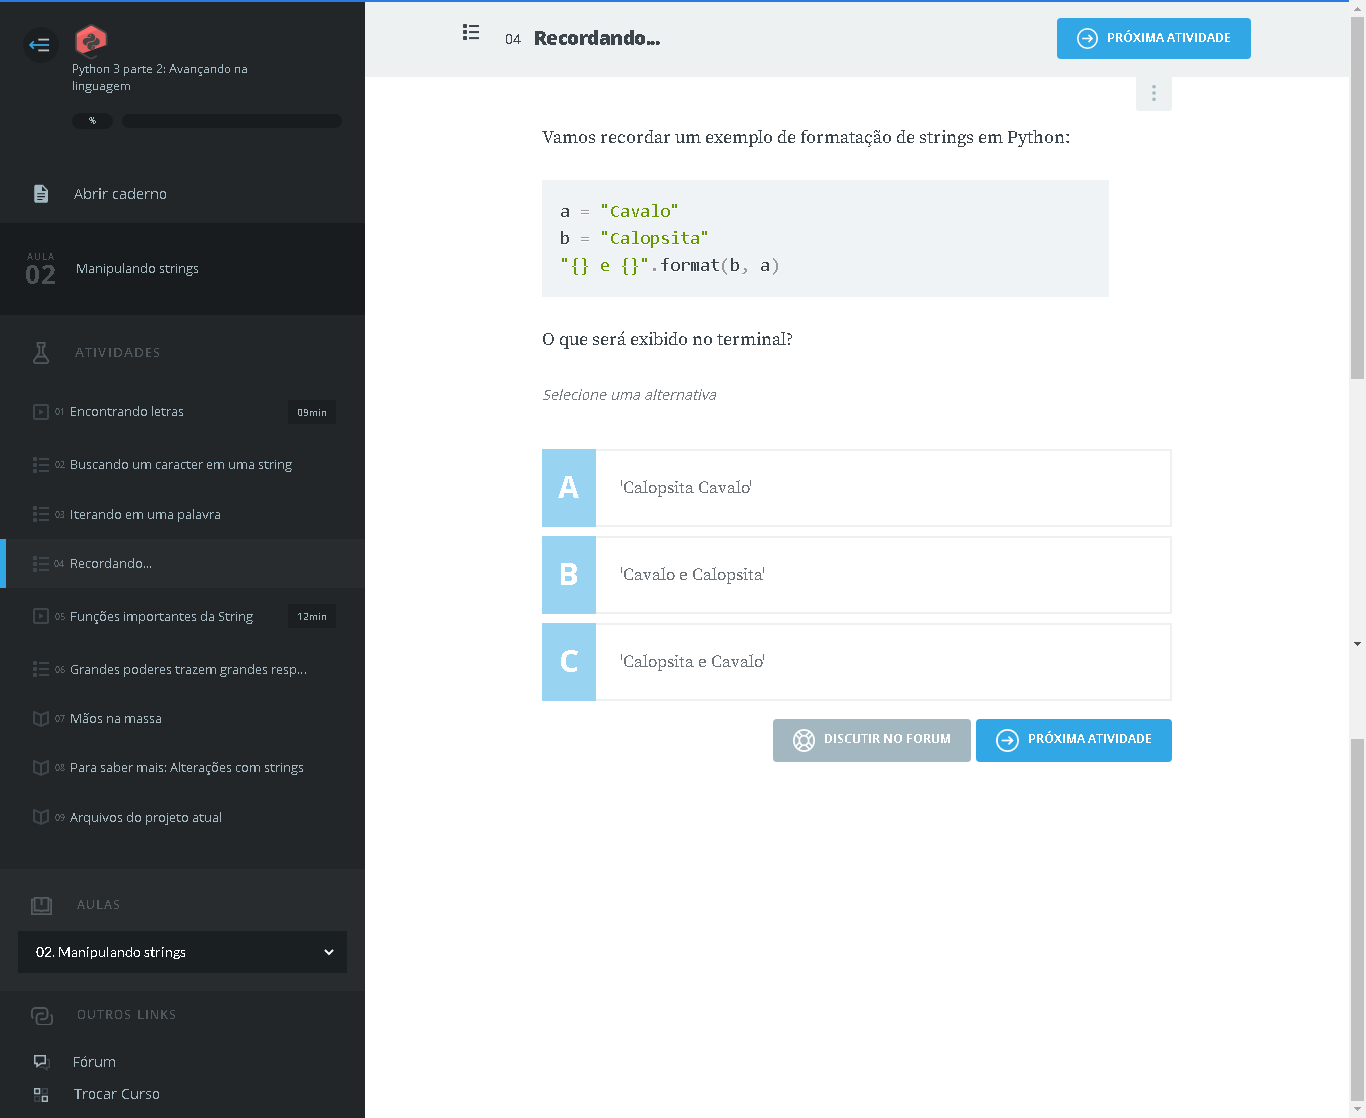 Python 3 parte 2: Avançando na
linguagem
%
Abrir caderno
AULA
02
Manipulando strings
ATIVIDADES
01 Encontrando letras 09min
02 Buscando um caracter em uma string
03 Iterando em uma palavra
04 Recordando...
05 Funções importantes da String 12min
06 Grandes poderes trazem grandes resp...
07 Mãos na massa
08 Para saber mais: Alterações com strings
09 Arquivos do projeto atual
AULAS
02. Manipulando strings
OUTROS LINKS
Fórum
Trocar Curso
04 Recordando...
PRÓXIMA ATIVIDADE
Vamos recordar um exemplo de formatação de strings em Python:
a = "Cavalo"
b = "Calopsita"
"{} e {}".format(b, a)
O que será exibido no terminal?
Selecione uma alternativa
A 'Calopsita Cavalo'
B 'Cavalo e Calopsita'
C 'Calopsita e Cavalo'
DISCUTIR NO FORUM PRÓXIMA ATIVIDADE